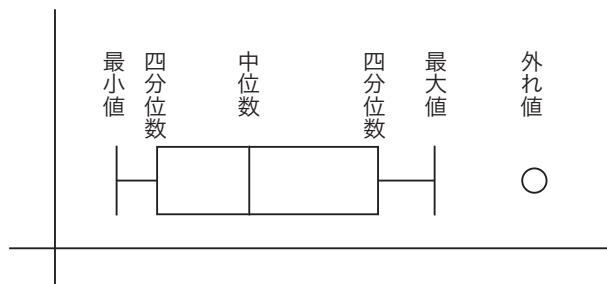 最小値
四分位数
中位数
四分位数
最大値
外れ値